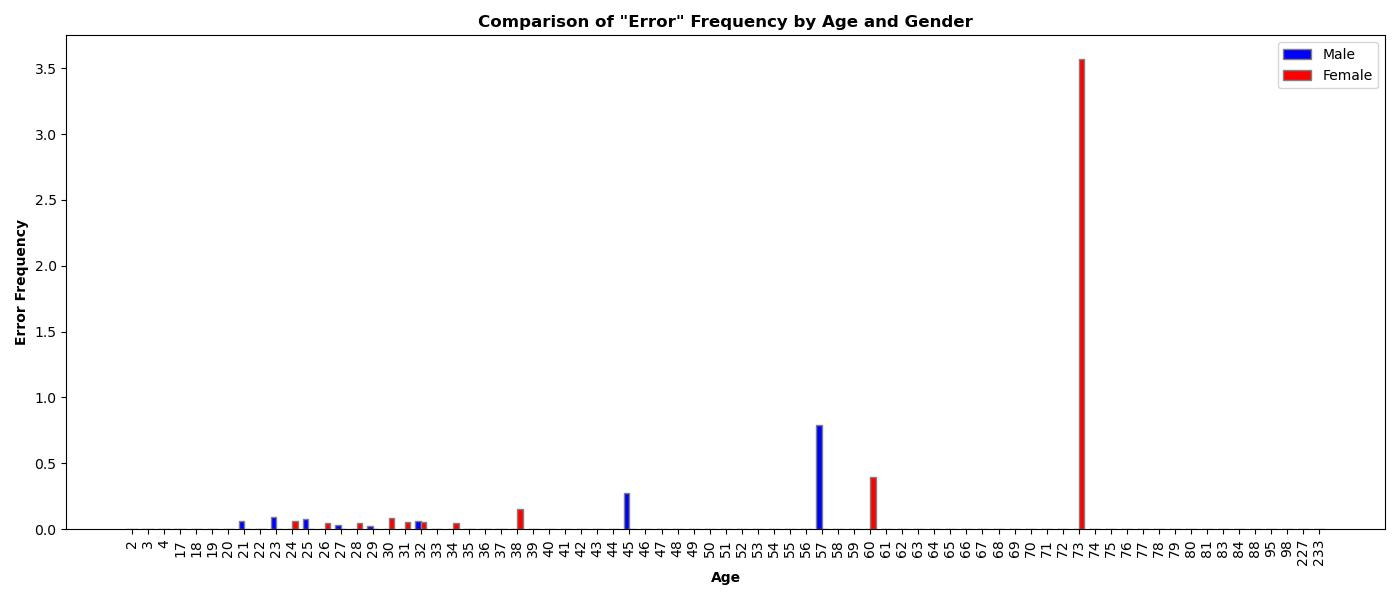 Comparison of "Error" Frequency by Age and Gender
Male
Female
3.5
3.0
2.5
2.0
1.5
1.0
0.5
0.0
Error Frequency
2 3 4 17 18 19 20 21 22 23 24 25 26 27 28 29 30 31 32 33 34 35 36 37 38 39 40 41 42 43 44 45 46 47 48 49 50 51 52 53 54 55 56 57 58 59 60 61 62 63 64 65 66 67 68 69 70 71 72 73 74 75 76 77 78 79 80 81 83 84 88 95 98 227 233
Age